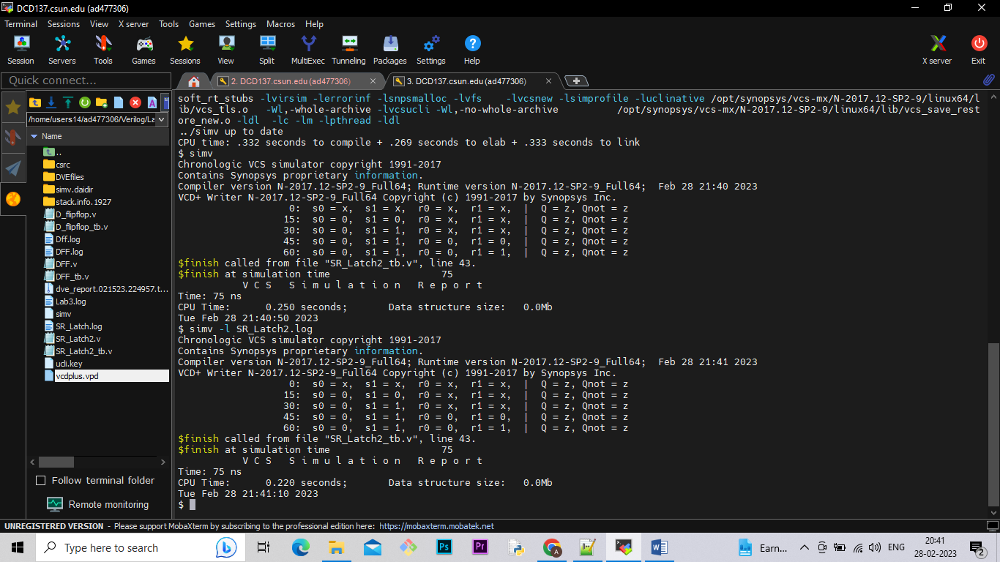 DCD137.csun.edu (ad477306)
Terminal Sessions View X server Tools Games Settings Macros Help
Session Servers Tools Games Sessions View Split MultiExec Tunneling Packages Settings Help X server Exit
Quick connect...
2. DCD137.csun.edu (ad477306)
3. DCD137.csun.edu (ad477306)
/home/users14/ad477306/Verilog/La
Name
..
csrc
DVEfiles
simv.daidir
stack.info.1927
D_flipflop.v
D_flipflop_tb.v
Dff.log
DFF.log
DFF.v
DFF_tb.v
dve_report.021523.224957.t...
Lab3.log
simv
SR_Latch.log
SR_Latch2.v
SR_Latch2_tb.v
ucli.key
vcdplus.vpd
Follow terminal folder
Remote monitoring
soft_rt_stubs -lvirsim -lerrorinf -lsnpsmalloc -lvfs    -lvcsnew -lsimprofile -luclinative /opt/synopsys/vcs-mx/N-2017.12-SP2-9/linux64/l
ib/vcs_tls.o   -Wl,-whole-archive -lvcsucli -Wl,-no-whole-archive          /opt/synopsys/vcs-mx/N-2017.12-SP2-9/linux64/lib/vcs_save_rest
ore_new.o -ldl  -lc -lm -lpthread -ldl
../simv up to date
CPU time: .332 seconds to compile + .269 seconds to elab + .333 seconds to link
$ simv
Chronologic VCS simulator copyright 1991-2017
Contains Synopsys proprietary information.
Compiler version N-2017.12-SP2-9_Full64; Runtime version N-2017.12-SP2-9_Full64;  Feb 28 21:40 2023
VCD+ Writer N-2017.12-SP2-9_Full64 Copyright (c) 1991-2017 by Synopsys Inc.
0:  s0 = x,  s1 = x,  r0 = x,  r1 = x,  |  Q = z, Qnot = z
15:  s0 = 0,  s1 = x,  r0 = x,  r1 = x,  |  Q = z, Qnot = z
30:  s0 = 0,  s1 = 1,  r0 = x,  r1 = x,  |  Q = z, Qnot = z
45:  s0 = 0,  s1 = 1,  r0 = 0,  r1 = 0,  |  Q = z, Qnot = z
60:  s0 = 0,  s1 = 1,  r0 = 0,  r1 = 1,  |  Q = z, Qnot = z
$finish called from file "SR_Latch2_tb.v", line 43.
$finish at simulation time                   75
V C S   S i m u l a t i o n   R e p o r t
Time: 75 ns
CPU Time:      0.250 seconds;       Data structure size:   0.0Mb
Tue Feb 28 21:40:50 2023
$ simv -l SR_Latch2.log
Chronologic VCS simulator copyright 1991-2017
Contains Synopsys proprietary information.
Compiler version N-2017.12-SP2-9_Full64; Runtime version N-2017.12-SP2-9_Full64;  Feb 28 21:41 2023
VCD+ Writer N-2017.12-SP2-9_Full64 Copyright (c) 1991-2017 by Synopsys Inc.
0:  s0 = x,  s1 = x,  r0 = x,  r1 = x,  |  Q = z, Qnot = z
15:  s0 = 0,  s1 = 0,  r0 = x,  r1 = x,  |  Q = z, Qnot = z
30:  s0 = 0,  s1 = 1,  r0 = x,  r1 = x,  |  Q = z, Qnot = z
45:  s0 = 0,  s1 = 1,  r0 = 0,  r1 = 0,  |  Q = z, Qnot = z
60:  s0 = 0,  s1 = 1,  r0 = 0,  r1 = 1,  |  Q = z, Qnot = z
$finish called from file "SR_Latch2_tb.v", line 43.
$finish at simulation time                   75
V C S   S i m u l a t i o n   R e p o r t
Time: 75 ns
CPU Time:      0.220 seconds;       Data structure size:   0.0Mb
Tue Feb 28 21:41:10 2023
$
UNREGISTERED VERSION - Please support MobaXterm by subscribing to the professional edition here: https://mobaxterm.mobatek.net
Type here to search
Earn...
ENG
20:41
28-02-2023
2